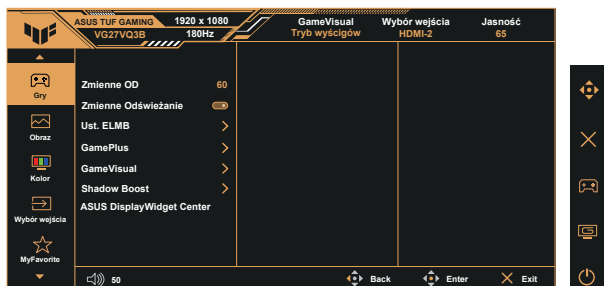 ASUS TUF GAMING 1920 x 1080 GameVisual Wybór wejścia Jasność
VG27VQ3B 180Hz Tryb wyścigów HDMI-2 65
Gry
Obraz
Kolor
Wybór wejścia
MyFavorite
Zmienne OD 60
Zmienne Odświeżanie
Ust. ELMB
GamePlus
GameVisual
Shadow Boost
ASUS DisplayWidget Center
50 Back Enter Exit